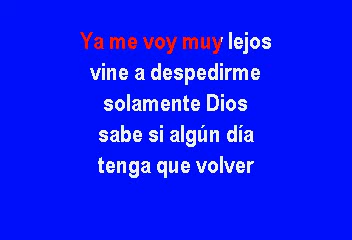 Ya me voy muy lejos
vine a despedirme
solamente Dios
sabe si algún día
tenga que volver